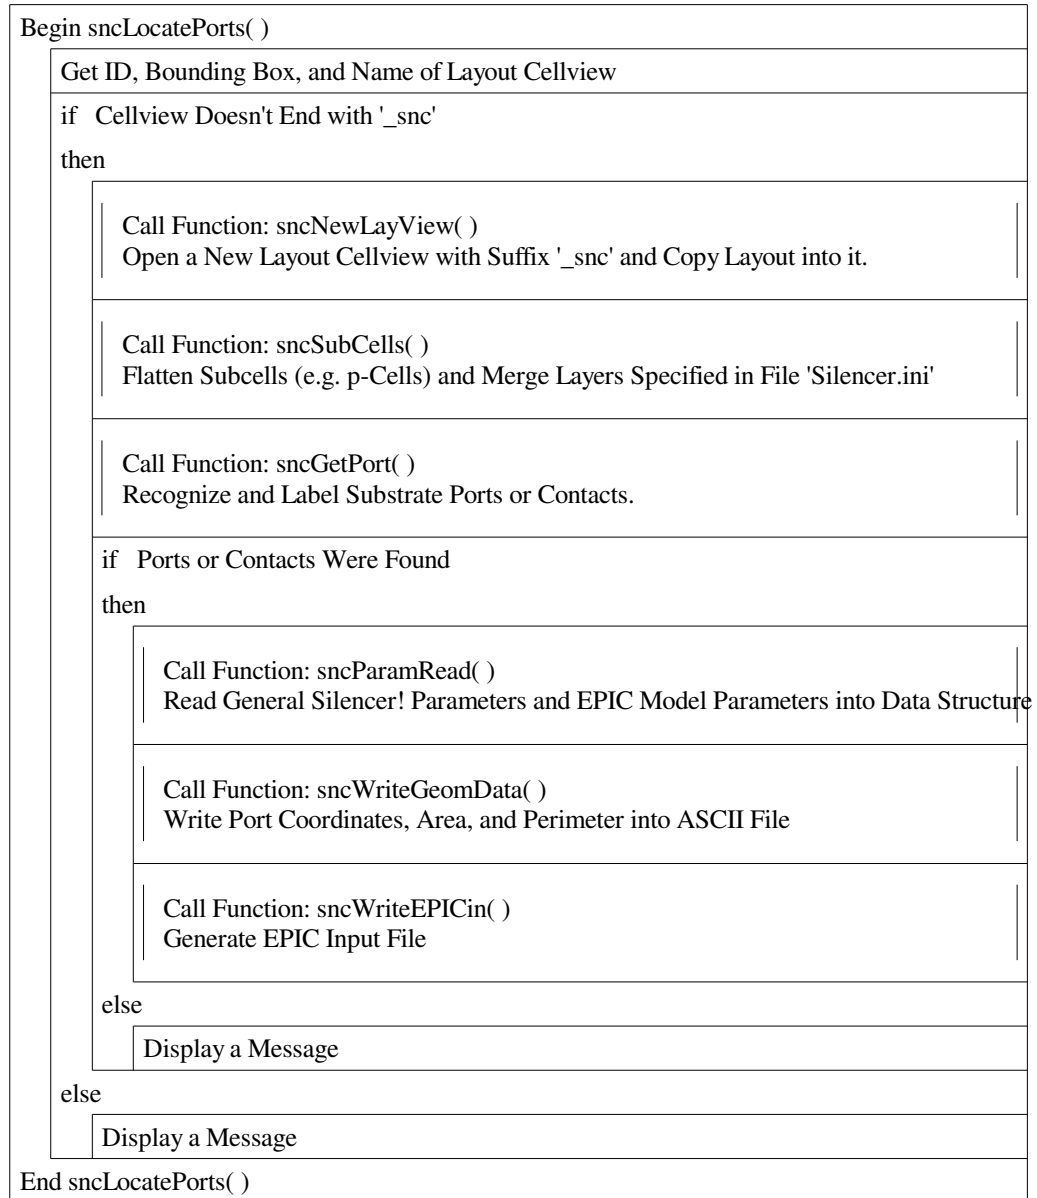 Begin sncLocatePorts( )
Get ID, Bounding Box, and Name of Layout Cellview
if Cellview Doesn't End with '_snc'
then
Call Function: sncNewLayView( )
Open a New Layout Cellview with Suffix '_snc' and Copy Layout into it.
Call Function: sncSubCells( )
Flatten Subcells (e.g. p-Cells) and Merge Layers Specified in File 'Silencer.ini'
Call Function: sncGetPort( )
Recognize and Label Substrate Ports or Contacts.
if Ports or Contacts Were Found
then
Call Function: sncParamRead( )
Read General Silencer! Parameters and EPIC Model Parameters into Data Structure
Call Function: sncWriteGeomData( )
Write Port Coordinates, Area, and Perimeter into ASCII File
Call Function: sncWriteEPICin( )
Generate EPIC Input File
else
Display a Message
else
Display a Message
End sncLocatePorts( )